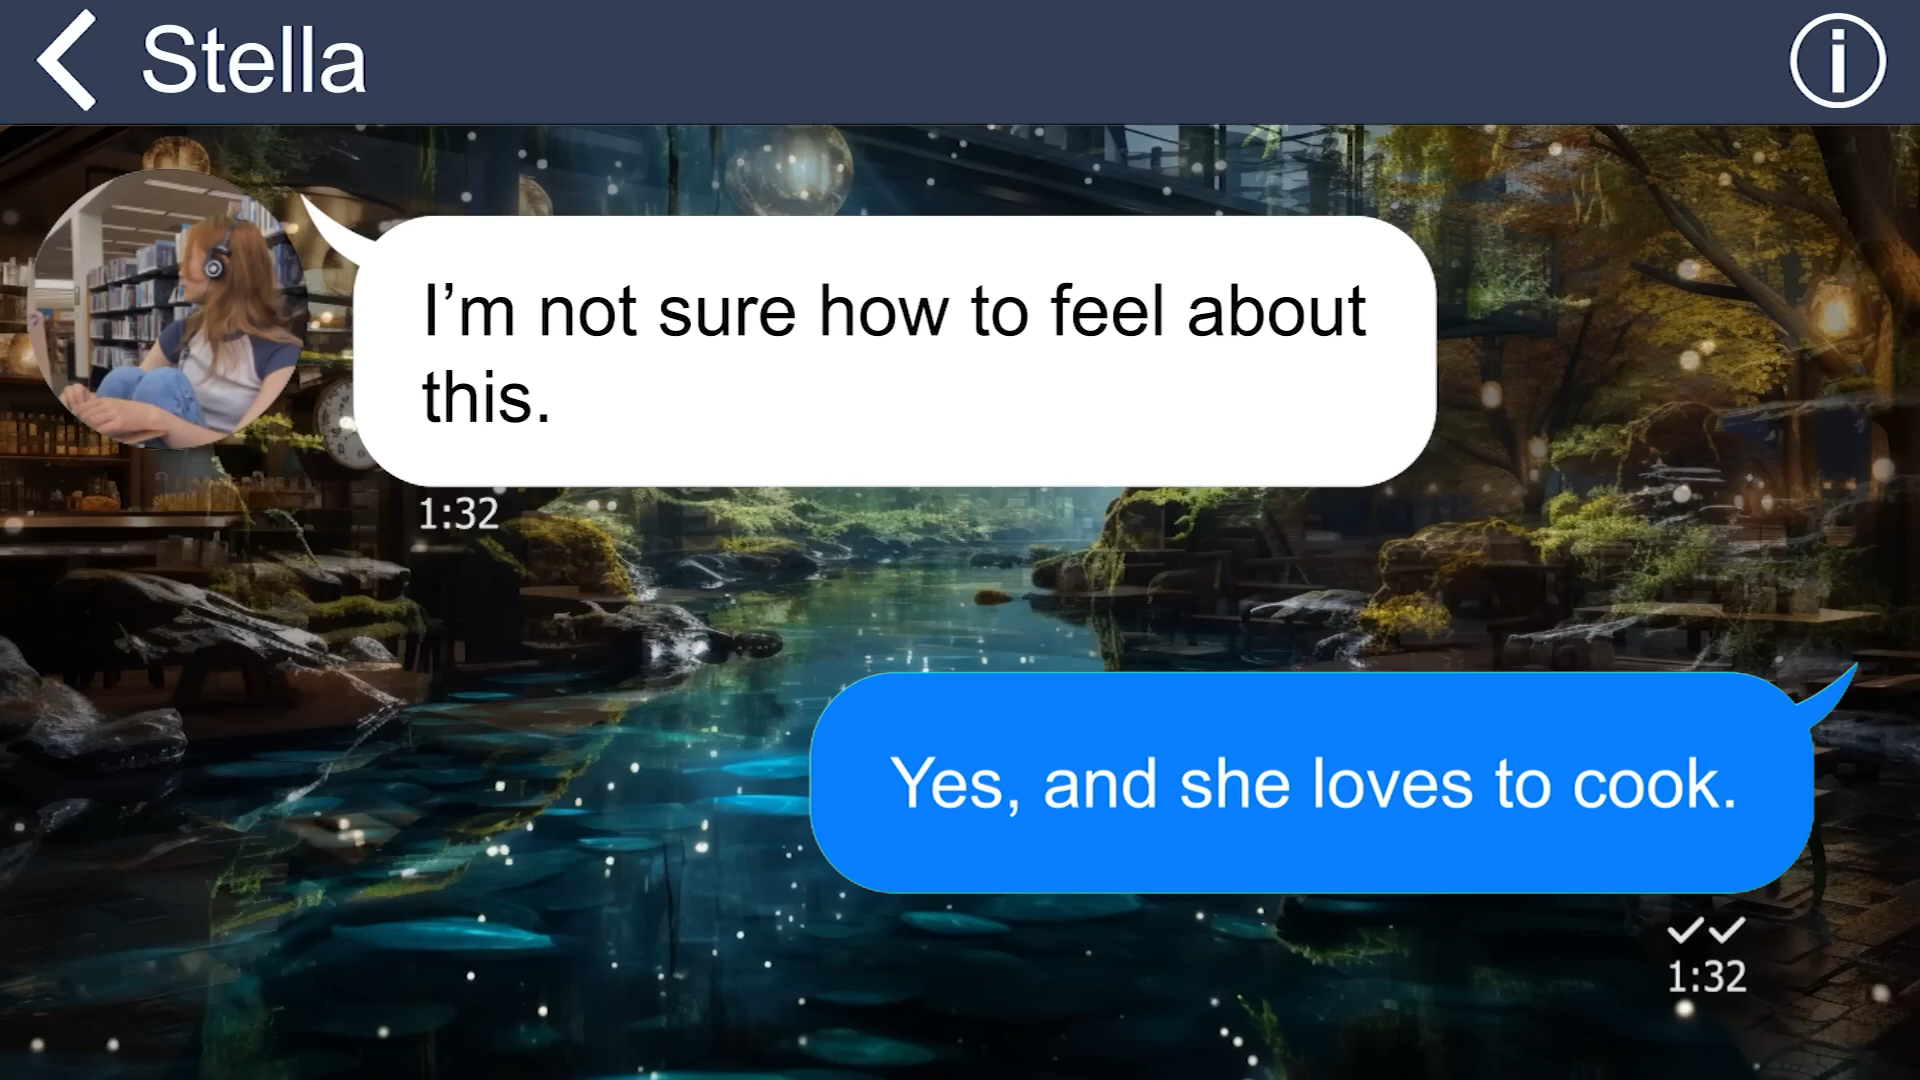 Stella
I’m not sure how to feel about
this.
1:32
Yes, and she loves to cook.
1:32